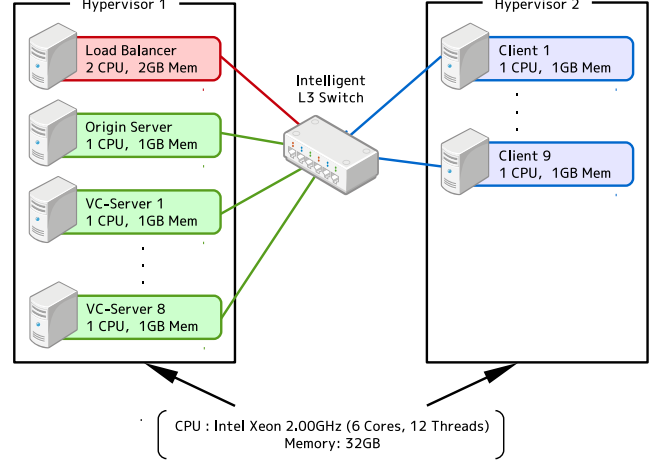 Hypervisor 1
Hypervisor 2
Load Balancer
2 CPU, 2GB Mem
Origin Server
1 CPU, 1GB Mem
VC-Server 1
1 CPU, 1GB Mem
VC-Server 8
1 CPU, 1GB Mem
Intelligent
L3 Switch
Client 1
1 CPU, 1GB Mem
Client 9
1 CPU, 1GB Mem
CPU : Intel Xeon 2.00GHz (6 Cores, 12 Threads)
Memory: 32GB